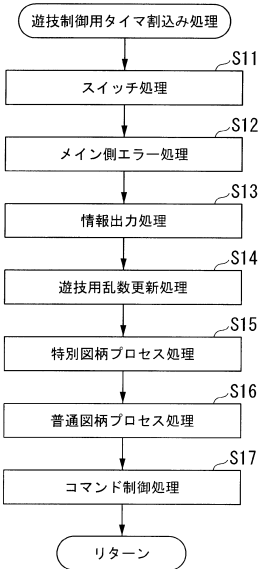 遊技制御用タイマ割込み処理
S11
スイッチ処理
S12
メイン側エラー処理
S13
情報出力処理
S14
遊技用乱数更新処理
S15
特別図柄プロセス処理
S16
普通図柄プロセス処理
S17
コマンド制御処理
リターン